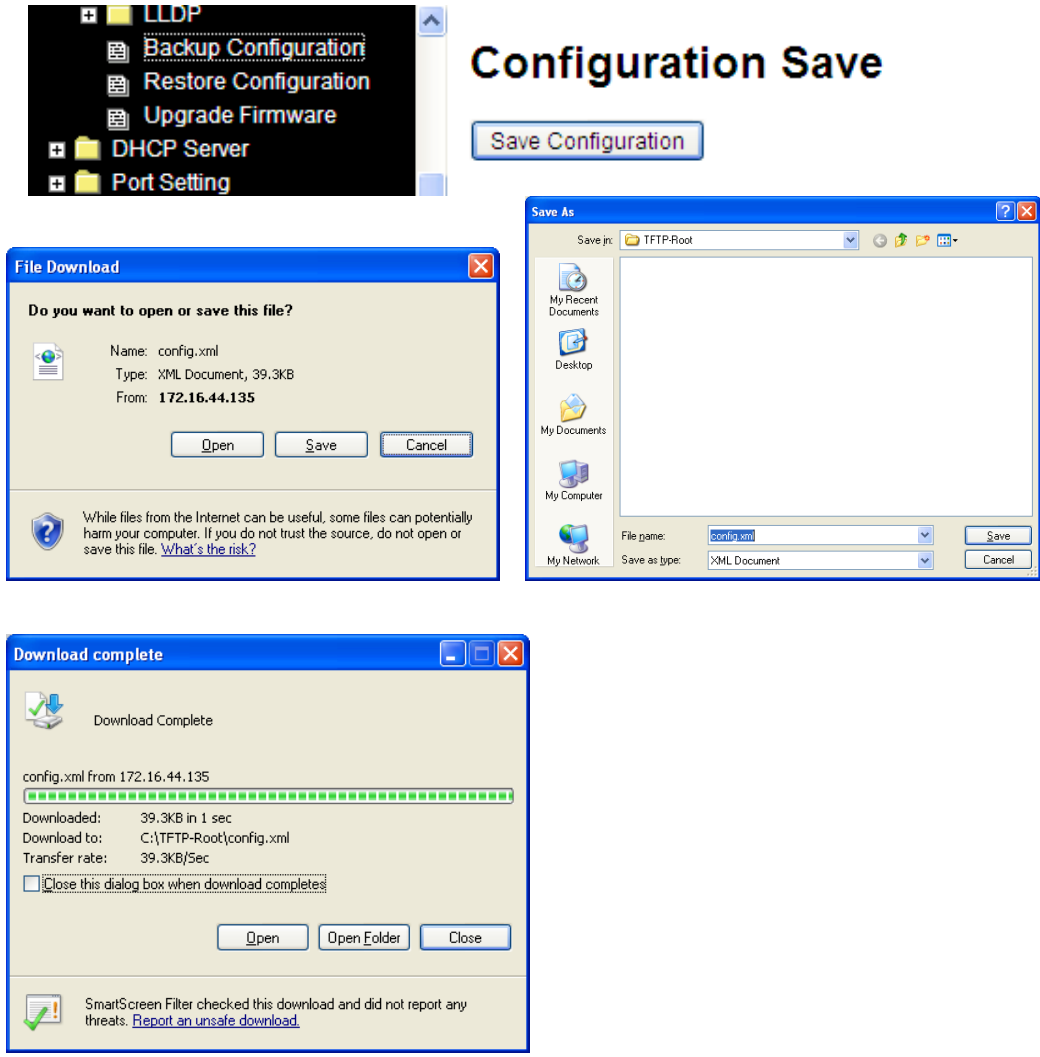 LLDP
Backup Configuration
Restore Configuration
Upgrade Firmware
DHCP Server
Port Setting
Configuration Save
Save Configuration
File Download
Do you want to open or save this file?
Name: config.xml
Type: XML Document, 39.3KB
From: 172.16.44.135
Open Save Cancel
While files from the Internet can be useful, some files can potentially
harm your computer. If you do not trust the source, do not open or
save this file. What's the risk?
Save As
Save in: TFTP-Root
My Recent
Documents
Desktop
My Documents
My Computer
My Network
File name: config.xml Save
Save as type: XML Document Cancel
Download complete
Download Complete
config.xml from 172.16.44.135
Downloaded: 39.3KB in 1 sec
Download to: C:\TFTP-Root\config.xml
Transfer rate: 39.3KB/Sec
Close this dialog box when download completes
Open Open Folder Close
SmartScreen Filter checked this download and did not report any
threats. Report an unsafe download.